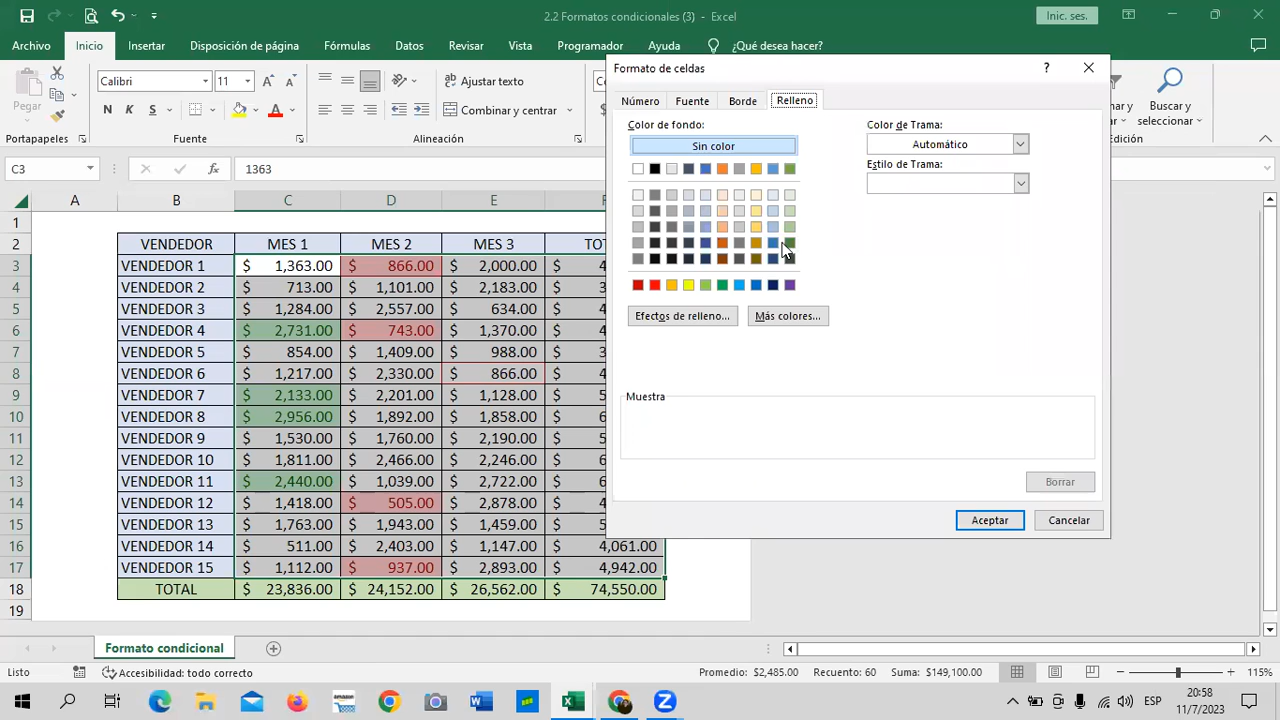 2.2 Formatos condicionales (3) - Excel
Inic. ses.
Archivo Inicio Insertar Disposición de página Fórmulas Datos Revisar Vista Programador Ayuda ¿Qué desea hacer?
Pegar
Calibri 11
N K S
Ajustar texto
Combinar y centrar
Buscar y seleccionar
Portapapeles Fuente Alineación Edición
C3 fx 1363
A B C D E
1
2 VENDEDOR MES 1 MES 2 MES 3
3 VENDEDOR 1 $ 1,363.00 $ 866.00 $ 2,000.00 $
4 VENDEDOR 2 $ 713.00 $ 1,101.00 $ 2,183.00 $
5 VENDEDOR 3 $ 1,284.00 $ 2,557.00 $ 634.00 $
6 VENDEDOR 4 $ 2,731.00 $ 743.00 $ 1,370.00 $
7 VENDEDOR 5 $ 854.00 $ 1,409.00 $ 988.00 $
8 VENDEDOR 6 $ 1,217.00 $ 2,330.00 $ 866.00 $
9 VENDEDOR 7 $ 2,133.00 $ 2,201.00 $ 1,128.00 $
10 VENDEDOR 8 $ 2,956.00 $ 1,892.00 $ 1,858.00 $
11 VENDEDOR 9 $ 1,530.00 $ 1,760.00 $ 2,190.00 $
12 VENDEDOR 10 $ 1,811.00 $ 2,466.00 $ 2,246.00 $
13 VENDEDOR 11 $ 2,440.00 $ 1,039.00 $ 2,722.00 $
14 VENDEDOR 12 $ 1,418.00 $ 505.00 $ 2,878.00 $
15 VENDEDOR 13 $ 1,763.00 $ 1,943.00 $ 1,459.00 $
16 VENDEDOR 14 $ 511.00 $ 2,403.00 $ 1,147.00 $ 4,061.00
17 VENDEDOR 15 $ 1,112.00 $ 937.00 $ 2,893.00 $ 4,942.00
18 TOTAL $ 23,836.00 $ 24,152.00 $ 26,562.00 $ 74,550.00
19
Formato de celdas
?
Número Fuente Borde Relleno
Color de fondo:
Sin color
Color de Trama:
Automático
Estilo de Trama:
Efectos de relleno... Más colores...
Muestra
Borrar
Aceptar Cancelar
Formato condicional
Listo Accesibilidad: todo correcto Promedio: $2,485.00 Recuento: 60 Suma: $149,100.00 115%
ESP
20:58
11/7/2023